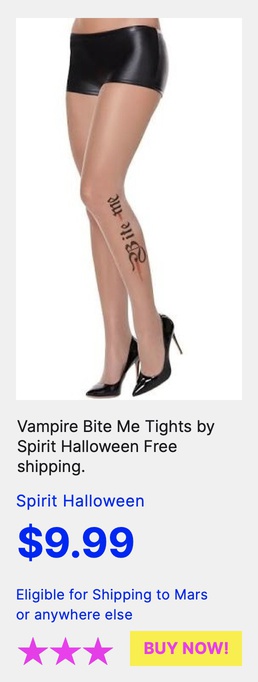 Bite me
Vampire Bite Me Tights by
Spirit Halloween Free
shipping.
Spirit Halloween
$9.99
Eligible for Shipping to Mars
or anywhere else
BUY NOW!